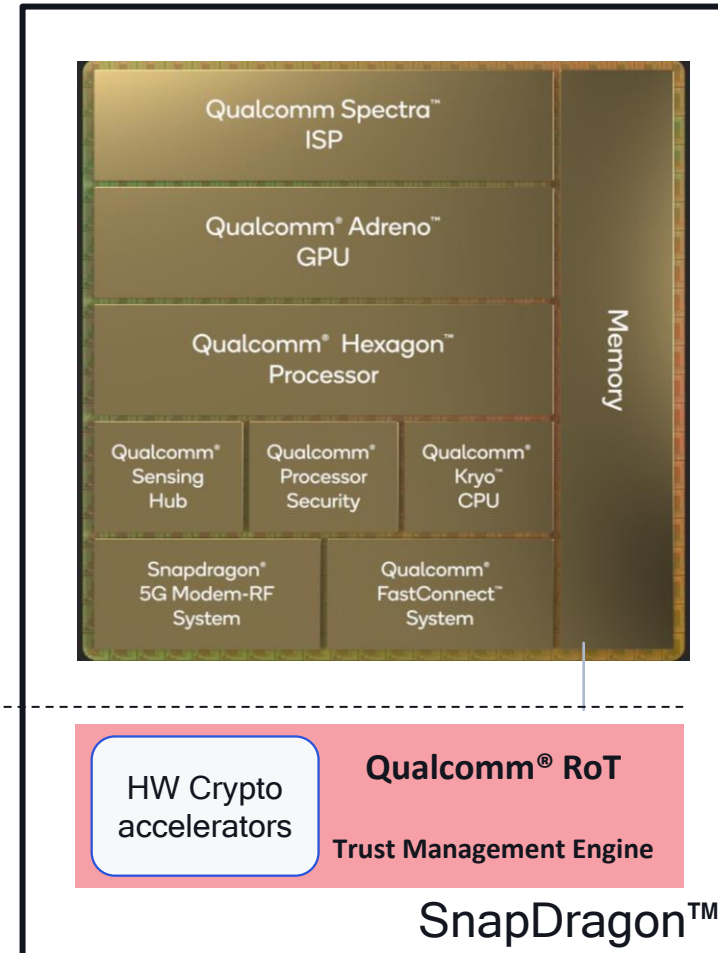 Qualcomm Spectra™
ISP
Qualcomm® Adreno™
GPU
Qualcomm® Hexagon™
Processor
Memory
Qualcomm®
Sensing
Hub
Qualcomm®
Processor
Security
Qualcomm®
Kryo™
CPU
Snapdragon®
5G Modem-RF
System
Qualcomm®
FastConnect™
System
HW Crypto
accelerators
Qualcomm® RoT
Trust Management Engine
SnapDragon™